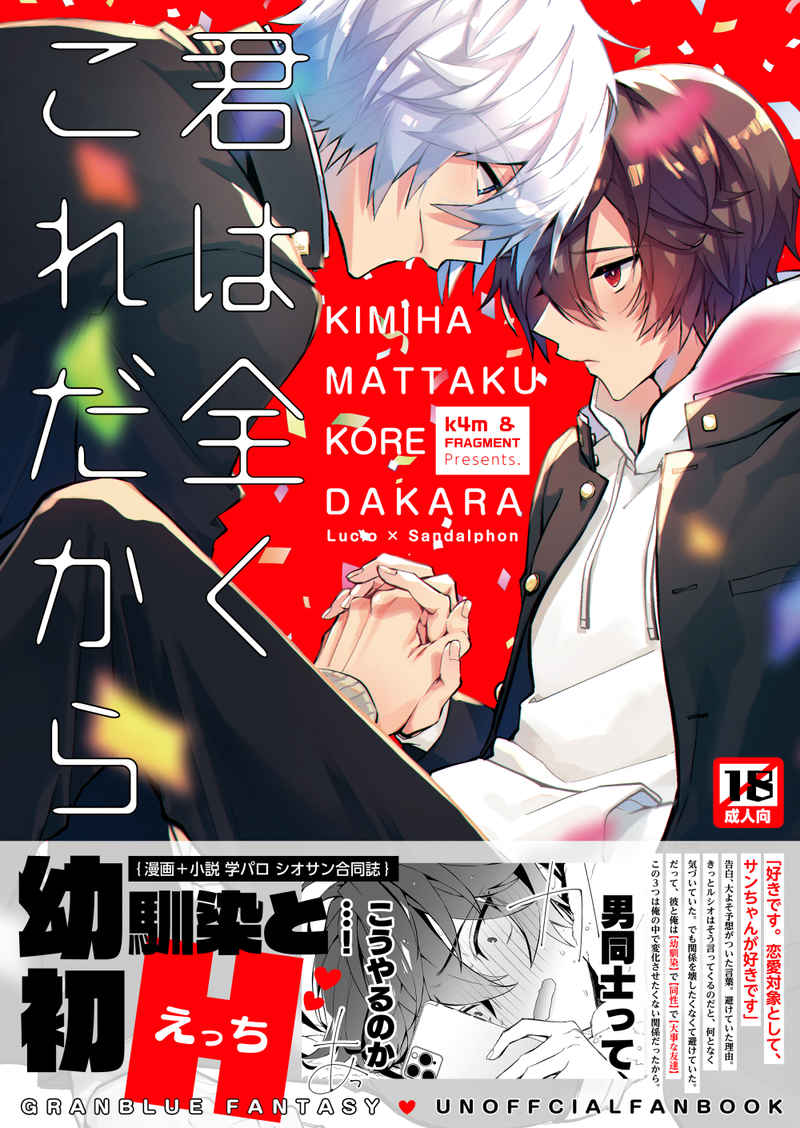 君は全く
これだから
KIMIHA
MATTAKU
KORE
DAKARA
k4m &
FRAGMENT
Presents.
Lucio × Sandalphon
18
成人向
{漫画+小説 学パロ シオサン合同誌}
幼馴染と
初H
えっち
男同士って、
こうやるのか
…!
あっ
「好きです。恋愛対象として、
サンちゃんが好きです」
告白、大よそ予想がついた言葉。避けていた理由。
きっとルシオはそう言ってくるのだと、何となく
気づいていた。でも関係を壊したくなくて避けていた。
だって、彼と俺は【幼馴染】で【同性】で【大事な友達】
この3つは俺の中で変化させたくない関係だったから。
GRANBLUE FANTASY ♥ UNOFFCIALFANBOOK